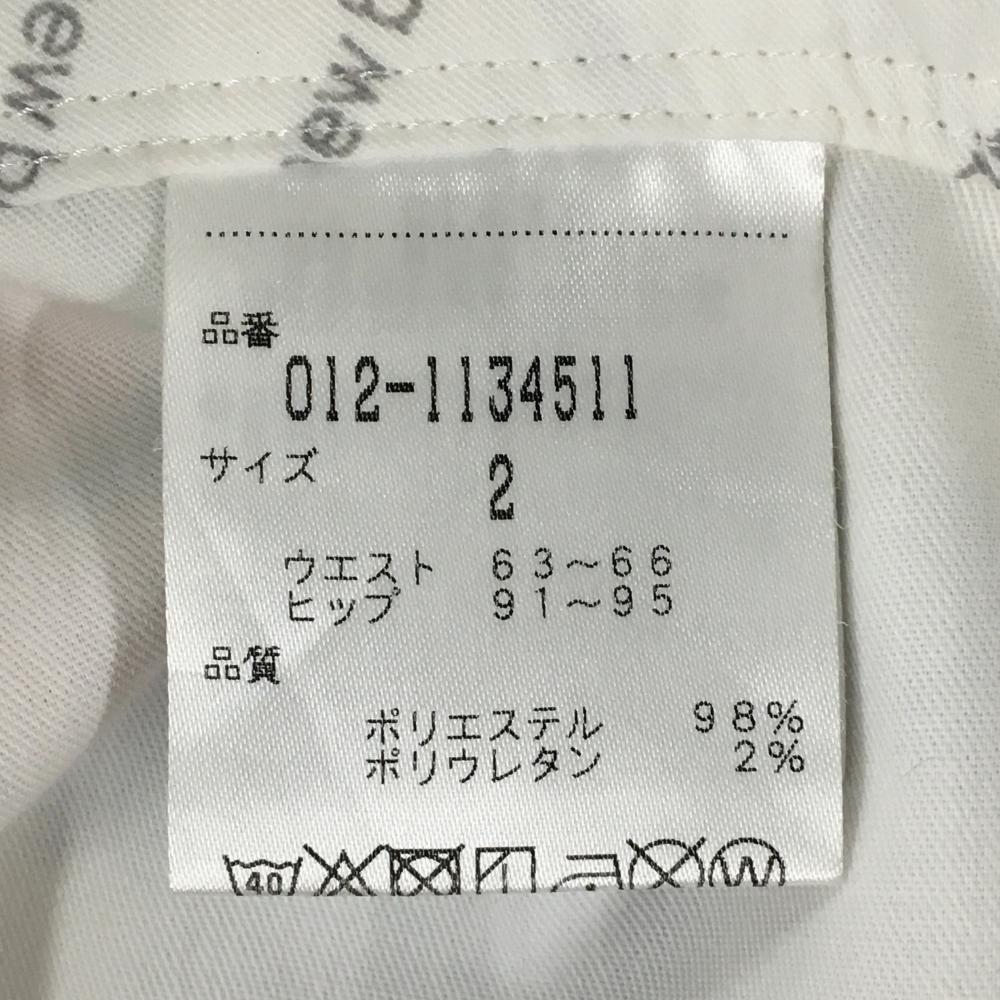 品番
012-1134511
サイズ 2
ウエスト 63~66
ヒップ 91~95
品質
ポリエステル 98%
ポリウレタン 2%
40 W